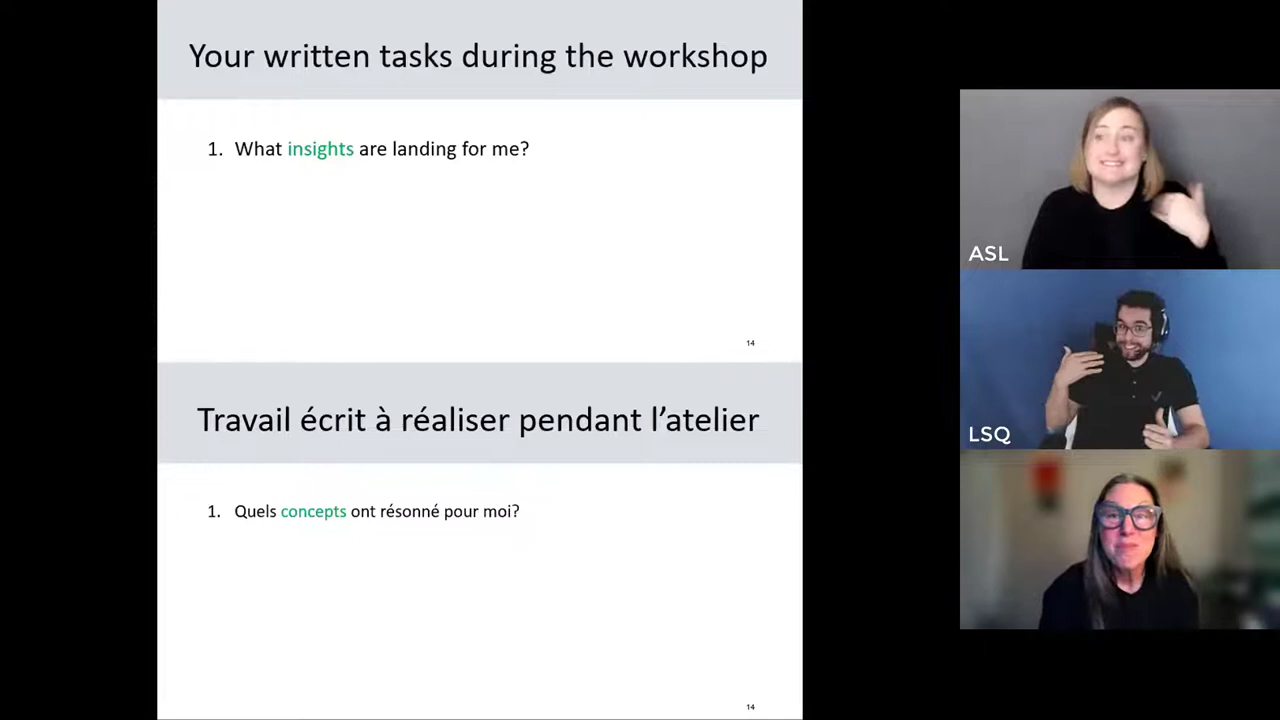 Your written tasks during the workshop
1. What insights are landing for me?
14
Travail écrit à réaliser pendant l’atelier
1. Quels concepts ont résonné pour moi?
14
ASL
LSQ